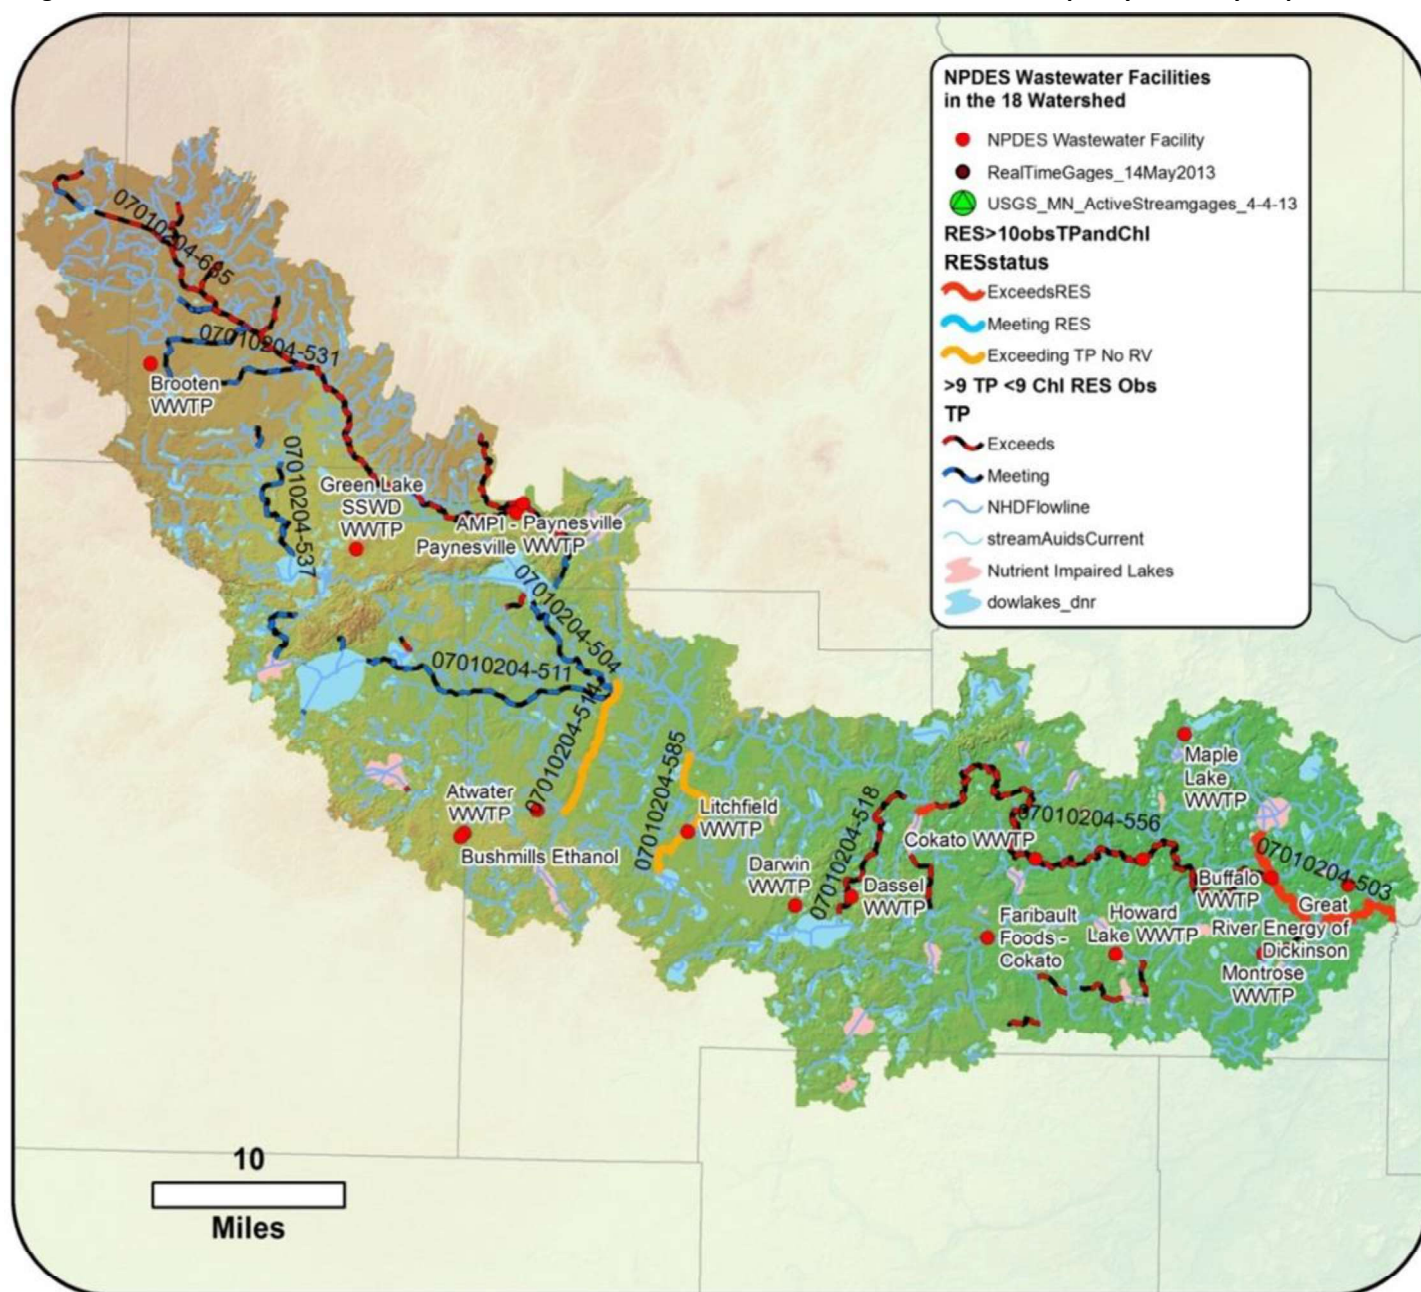 NPDES Wastewater Facilities
in the 18 Watershed
NPDES Wastewater Facility
RealTimeGages_14May2013
USGS_MN_ActiveStreamgages_4-4-13
RES>10obsTPandChl
RESstatus
ExceedsRES
Meeting RES
Exceeding TP No RV
>9 TP <9 Chl RES Obs
TP
Exceeds
Meeting
NHDFlowline
streamAuidsCurrent
Nutrient Impaired Lakes
dowlakes_dnr
07010204-685
07010204-531
Brooten
WWTP
07010204-537
Green Lake
SSWD
WWTP
AMPI - Paynesville
Paynesville WWTP
07010204-504
07010204-511
07010204-514
07010204-585
Atwater
WWTP
Bushmills Ethanol
Litchfield
WWTP
Darwin
WWTP
07010204-518
Dassel
WWTP
Cokato WWTP
07010204-556
Maple
Lake
WWTP
07010204-503
Buffalo
WWTP
Faribault
Foods -
Cokato
Howard
Lake WWTP
Great
River Energy of
Dickinson
Montrose
WWTP
10
Miles